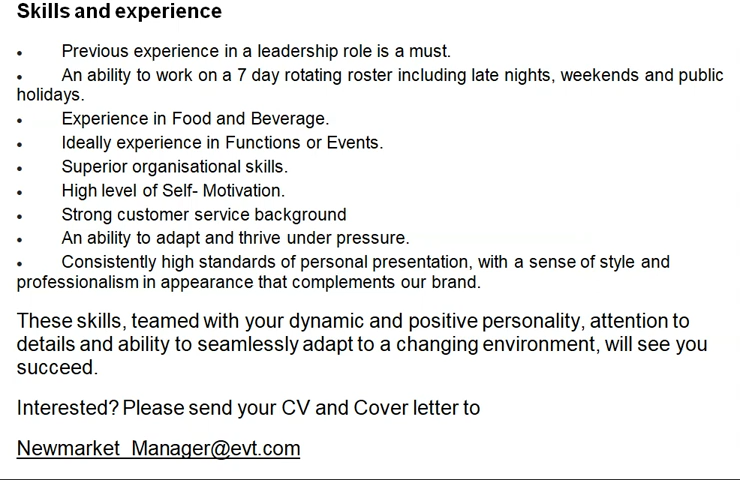 Skills and experience
• Previous experience in a leadership role is a must.
• An ability to work on a 7 day rotating roster including late nights, weekends and public
holidays.
• Experience in Food and Beverage.
• Ideally experience in Functions or Events.
• Superior organisational skills.
• High level of Self- Motivation.
• Strong customer service background
• An ability to adapt and thrive under pressure.
• Consistently high standards of personal presentation, with a sense of style and
professionalism in appearance that complements our brand.
These skills, teamed with your dynamic and positive personality, attention to
details and ability to seamlessly adapt to a changing environment, will see you
succeed.
Interested? Please send your CV and Cover letter to
Newmarket_Manager@evt.com